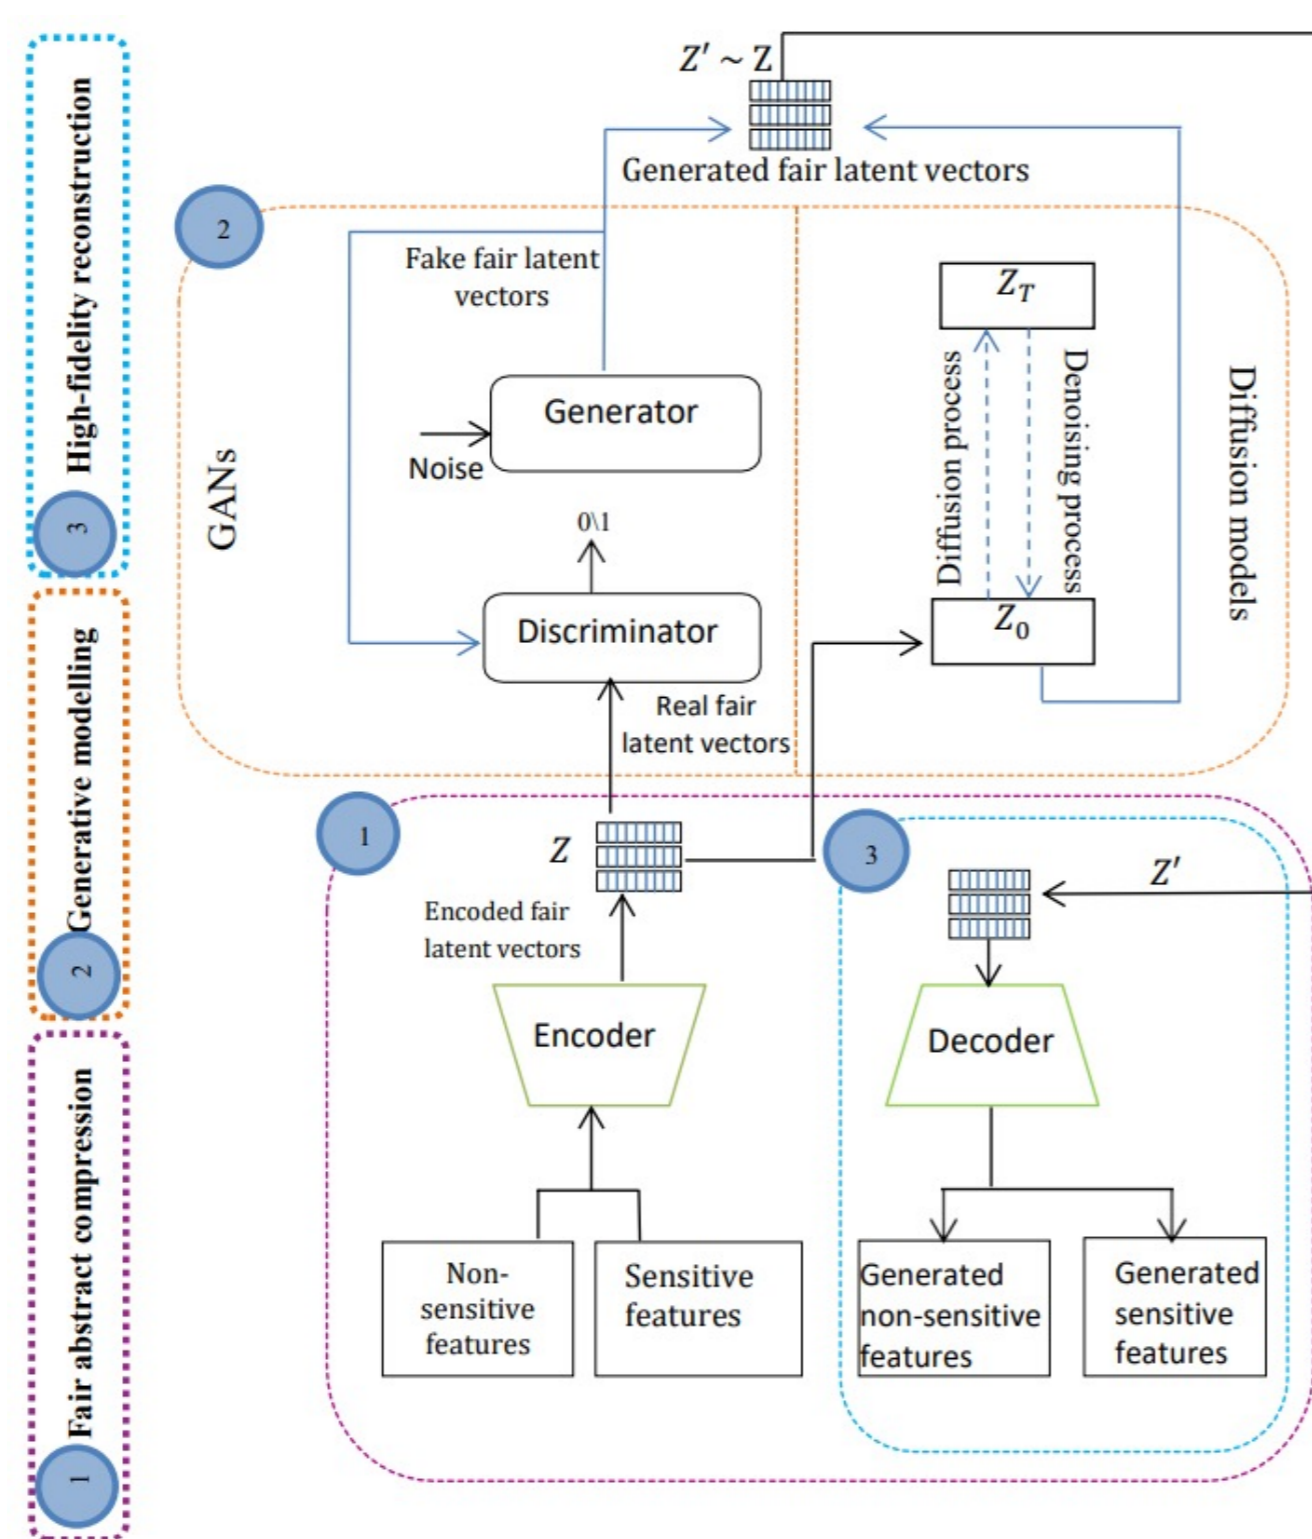 High-fidelity reconstruction
3
Generative modelling
2
Fair abstract compression
1
Z' ~ Z
Generated fair latent vectors
2
GANs
Fake fair latent
vectors
Generator
Noise
0\1
Discriminator
Real fair
latent vectors
Z_T
Diffusion process
Denoising process
Z_0
Diffusion models
1
Z
Encoded fair
latent vectors
Encoder
Non-
sensitive
features
Sensitive
features
3
Z'
Decoder
Generated
non-sensitive
features
Generated
sensitive
features